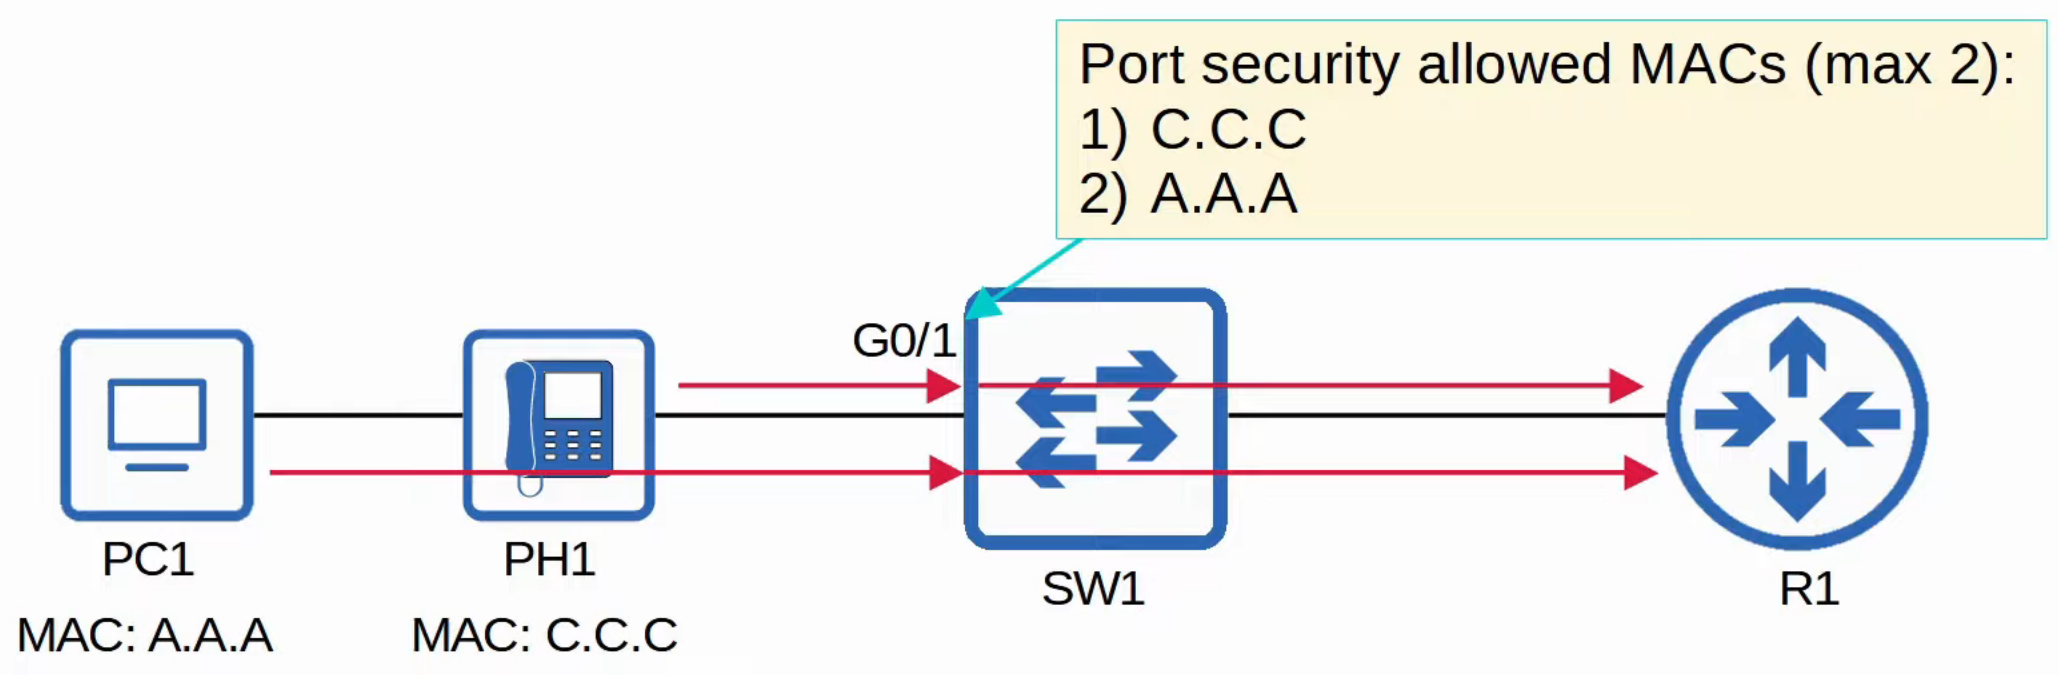 Port security allowed MACs (max 2):
1) C.C.C
2) A.A.A
G0/1
PC1
PH1
SW1
R1
MAC: A.A.A
MAC: C.C.C